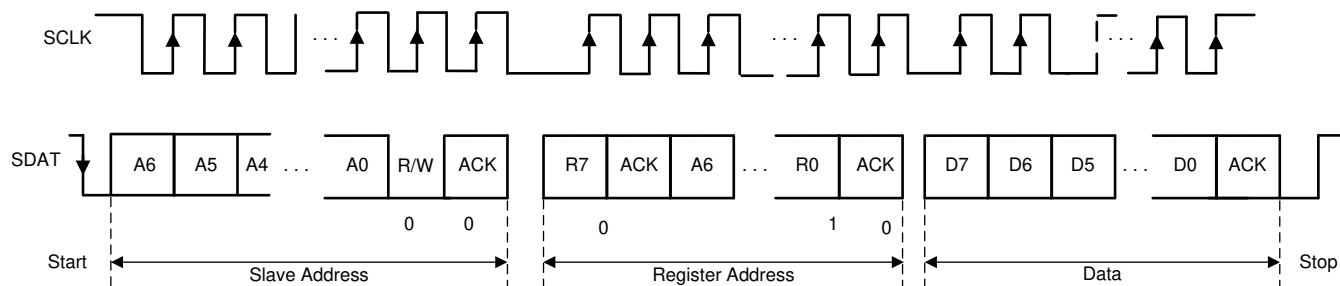 SCLK . . . . . . . . .
SDAT A6 A5 A4 . . . A0 R/W ACK R7 ACK A6 . . . R0 ACK D7 D6 D5 . . . D0 ACK
0 0 0 1 0
Start Slave Address Register Address Data Stop